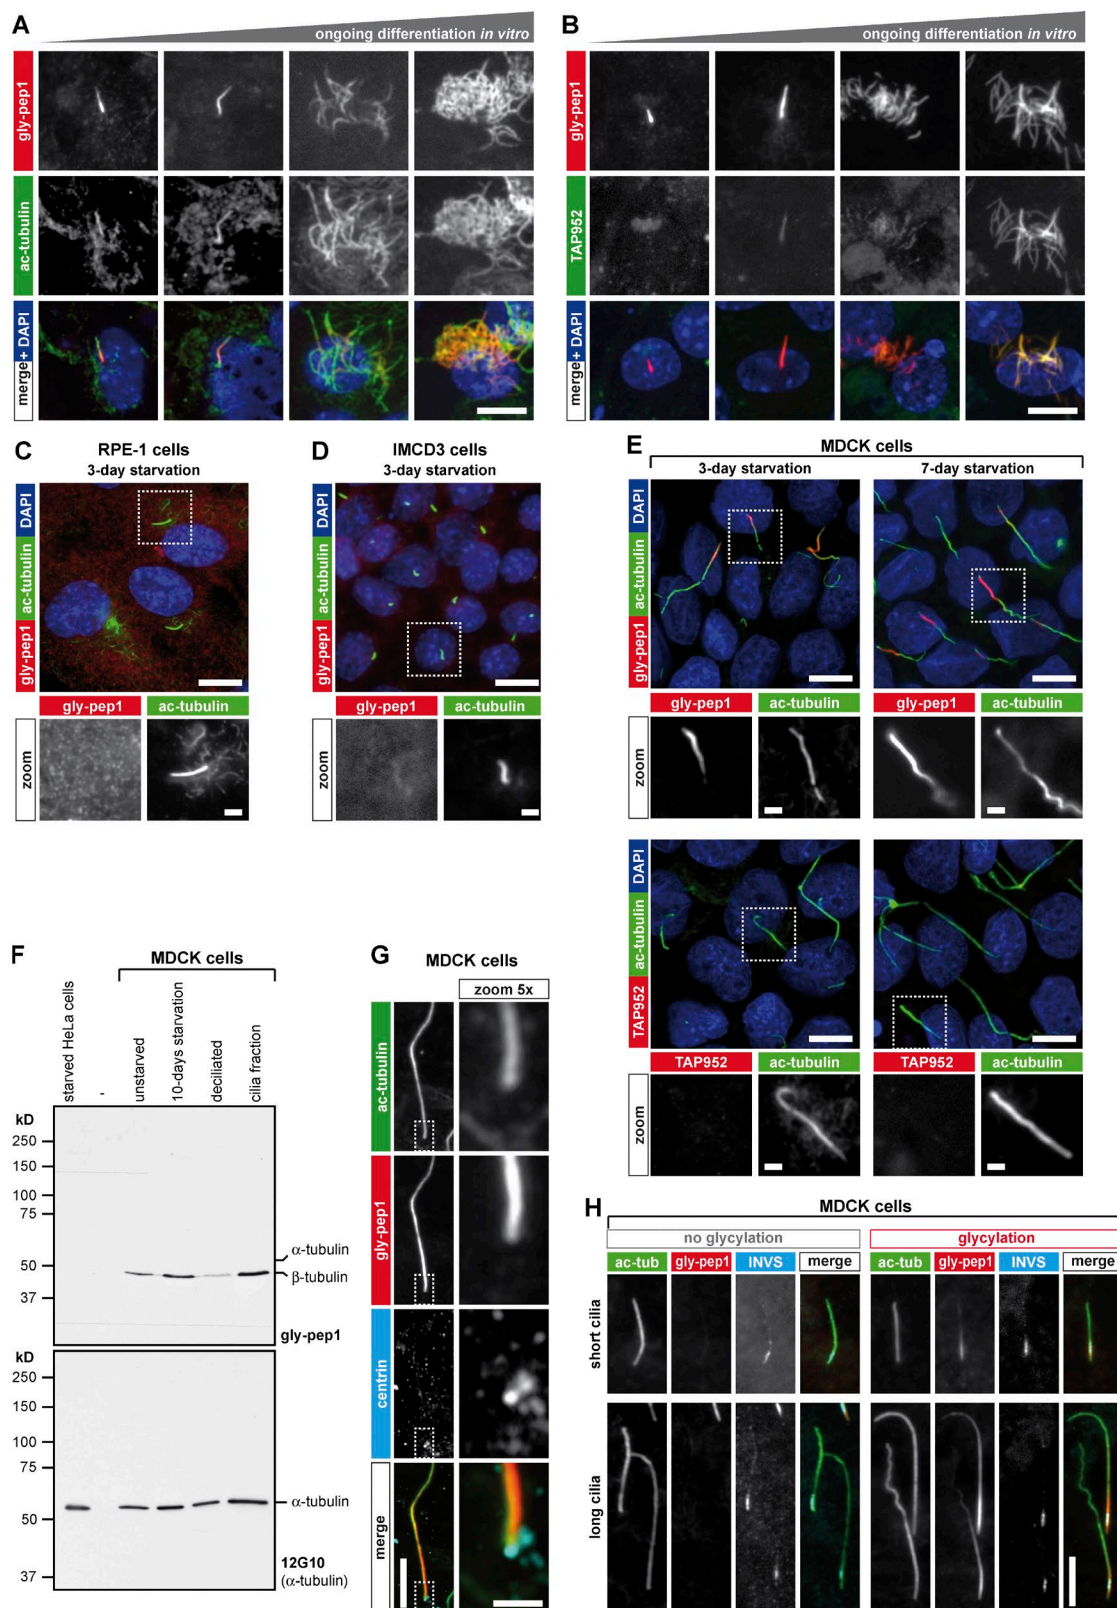 A
ongoing differentiation in vitro
gly-pep1
ac-tubulin
merge + DAPI
B
ongoing differentiation in vitro
gly-pep1
TAP952
merge + DAPI
C
RPE-1 cells
3-day starvation
gly-pep1 ac-tubulin DAPI
gly-pep1 ac-tubulin
zoom
D
IMCD3 cells
3-day starvation
gly-pep1 ac-tubulin DAPI
gly-pep1 ac-tubulin
zoom
E
MDCK cells
3-day starvation 7-day starvation
gly-pep1 ac-tubulin DAPI
gly-pep1 ac-tubulin gly-pep1 ac-tubulin
zoom
TAP952 ac-tubulin DAPI
TAP952 ac-tubulin TAP952 ac-tubulin
zoom
F
MDCK cells
starved HeLa cells
-
unstarved
10-days starvation
deciliated
cilia fraction
kD
250
150
100
75
50
37
α-tubulin
β-tubulin
gly-pep1
kD
250
150
100
75
50
37
α-tubulin
12G10
(α-tubulin)
G
MDCK cells
zoom 5x
ac-tubulin
gly-pep1
centrin
merge
H
MDCK cells
no glycylation glycylation
ac-tub gly-pep1 INVS merge ac-tub gly-pep1 INVS merge
short cilia
long cilia